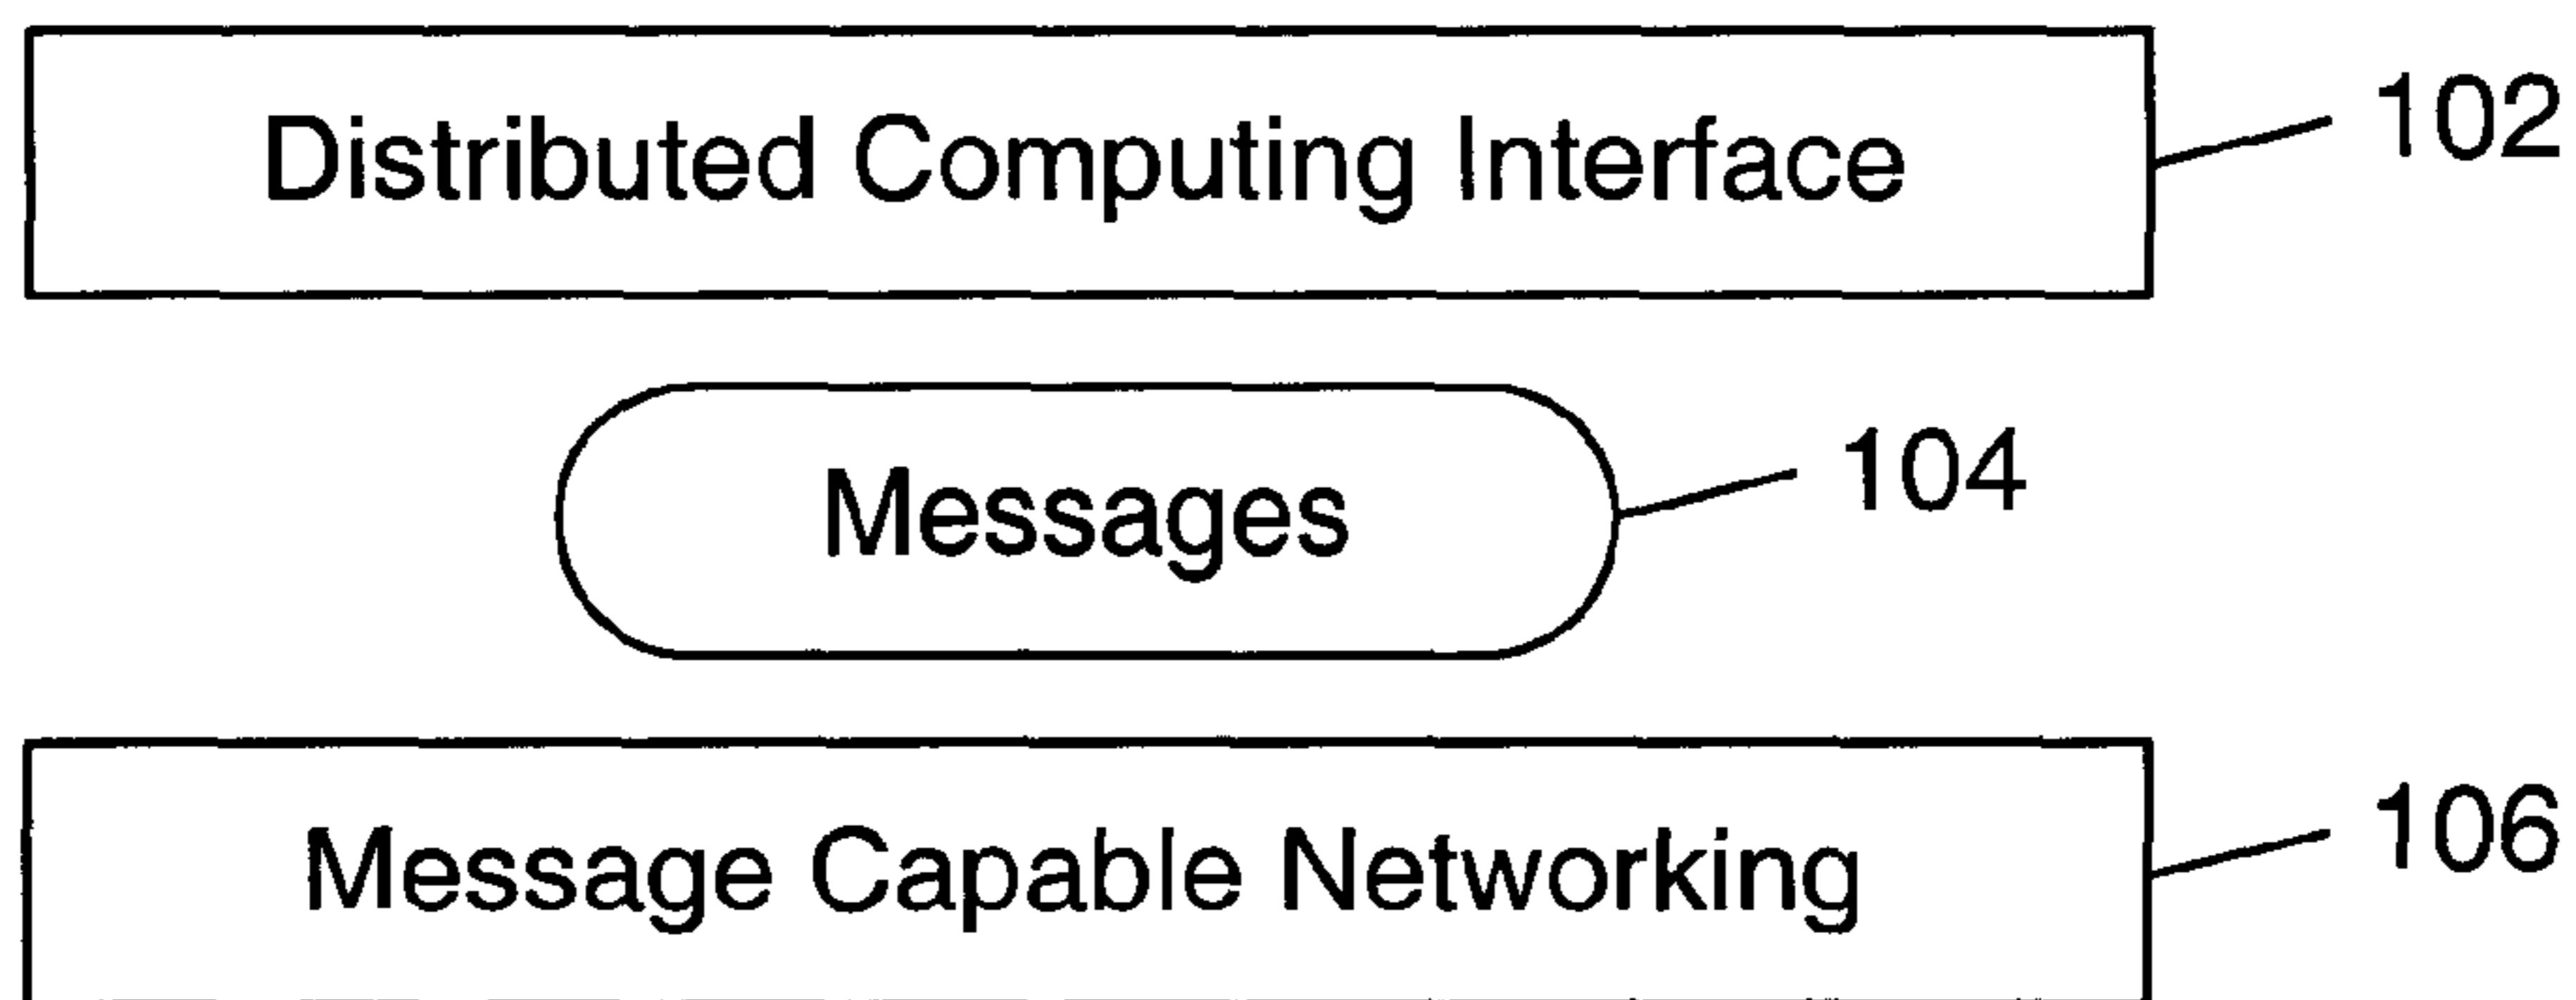 Distributed Computing Interface 102
Messages 104
Message Capable Networking 106